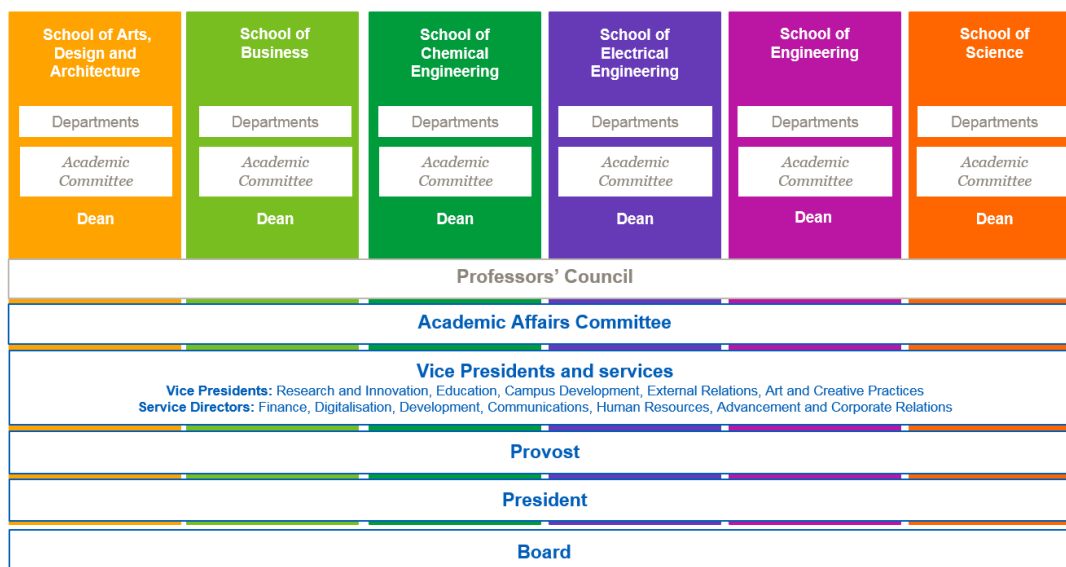 School of Arts,
Design and
Architecture
Departments
Academic
Committee
Dean
School of
Business
Departments
Academic
Committee
Dean
School of
Chemical
Engineering
Departments
Academic
Committee
Dean
School of
Electrical
Engineering
Departments
Academic
Committee
Dean
School of
Engineering
Departments
Academic
Committee
Dean
School of
Science
Departments
Academic
Committee
Dean
Professors’ Council
Academic Affairs Committee
Vice Presidents and services
Vice Presidents: Research and Innovation, Education, Campus Development, External Relations, Art and Creative Practices
Service Directors: Finance, Digitalisation, Development, Communications, Human Resources, Advancement and Corporate Relations
Provost
President
Board